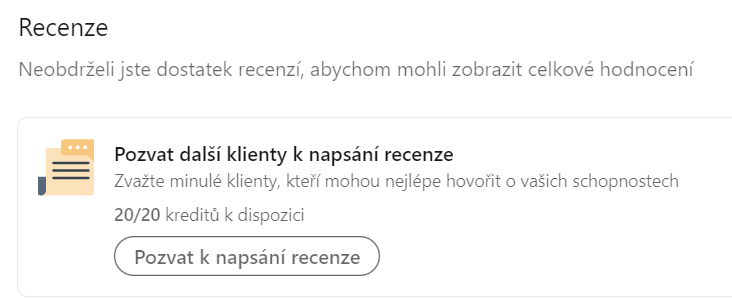 Recenze
Neobdrželi jste dostatek recenzí, abychom mohli zobrazit celkové hodnocení
Pozvat další klienty k napsání recenze
Zvažte minulé klienty, kteří mohou nejlépe hovořit o vašich schopnostech
20/20 kreditů k dispozici
Pozvat k napsání recenze